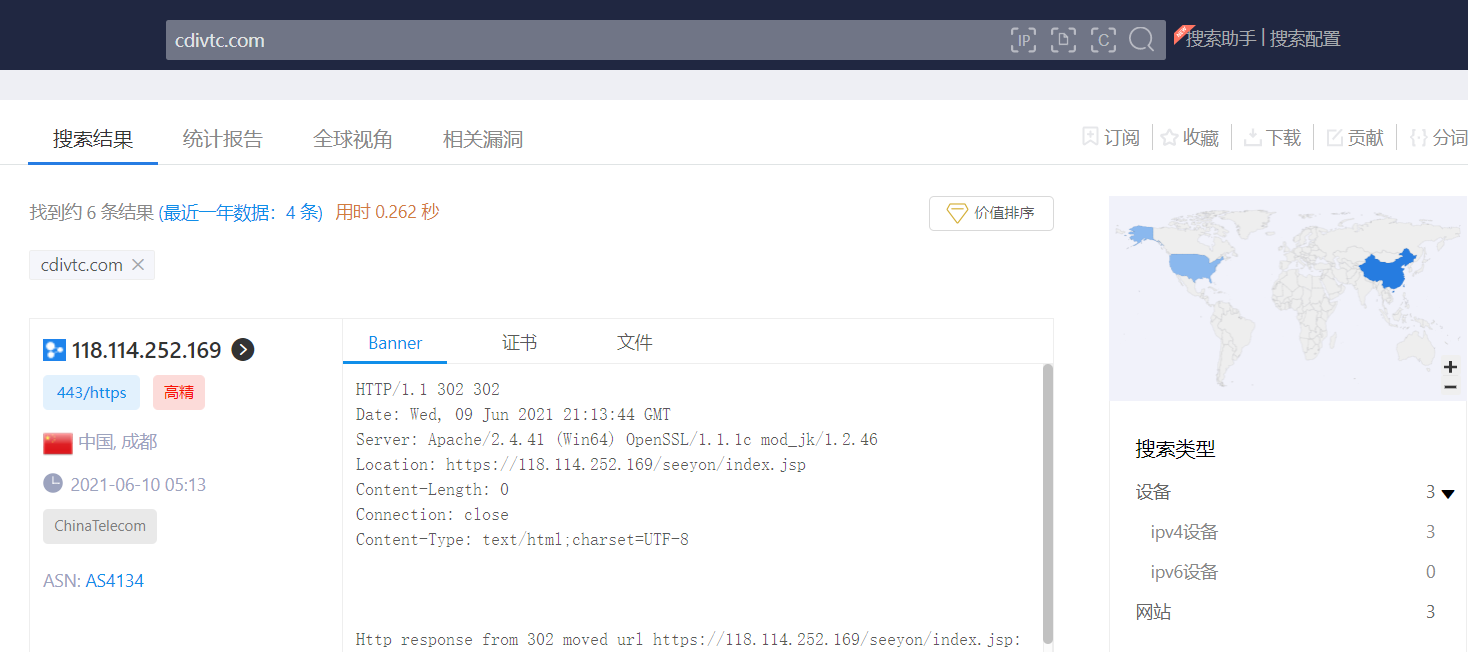 cdivtc.com
IP
C
NEW
搜索助手 | 搜索配置
搜索结果
统计报告
全球视角
相关漏洞
订阅
收藏
下载
贡献
分词
找到约 6 条结果 (最近一年数据：4 条) 用时 0.262 秒
价值排序
cdivtc.com
118.114.252.169
443/https
高精
中国, 成都
2021-06-10 05:13
ChinaTelecom
ASN: AS4134
Banner
证书
文件
HTTP/1.1 302 302
Date: Wed, 09 Jun 2021 21:13:44 GMT
Server: Apache/2.4.41 (Win64) OpenSSL/1.1.1c mod_jk/1.2.46
Location: https://118.114.252.169/seeyon/index.jsp
Content-Length: 0
Connection: close
Content-Type: text/html;charset=UTF-8
Http response from 302 moved url https://118.114.252.169/seeyon/index.jsp:
+
−
搜索类型
设备 3
ipv4设备 3
ipv6设备 0
网站 3